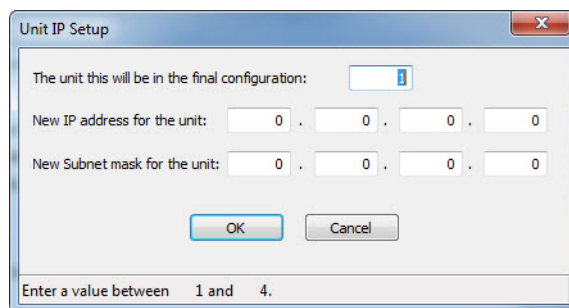 Unit IP Setup
The unit this will be in the final configuration: 1
New IP address for the unit: 0 . 0 . 0 . 0
New Subnet mask for the unit: 0 . 0 . 0 . 0
OK Cancel
Enter a value between 1 and 4.